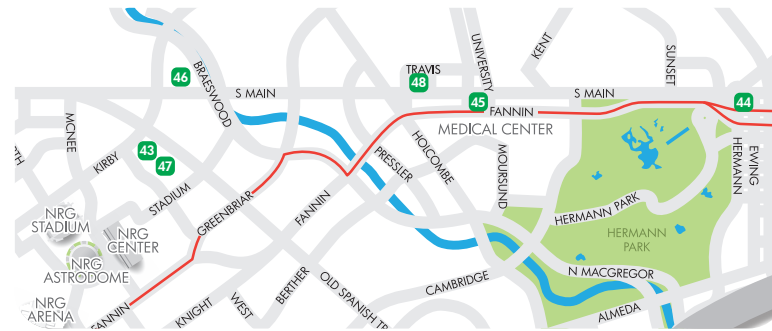 KENT
SUNSET
UNIVERSITY
TRAVIS
BRAESWOOD
46
48
S MAIN
S MAIN
45
44
FANNIN
MEDICAL CENTER
MCNEE
43
47
KIRBY
PRESSLER
HOLCOMBE
MOURSUND
HERMANN
EWING
STADIUM
GREENBRIAR
FANNIN
HERMANN PARK
NRG
STADIUM
NRG
CENTER
HERMANN
PARK
NRG
ASTRODOME
N MACGREGOR
CAMBRIDGE
BERTHER
OLD SPANISH TR
WEST
KNIGHT
NRG
ARENA
FANNIN
ALMEDA